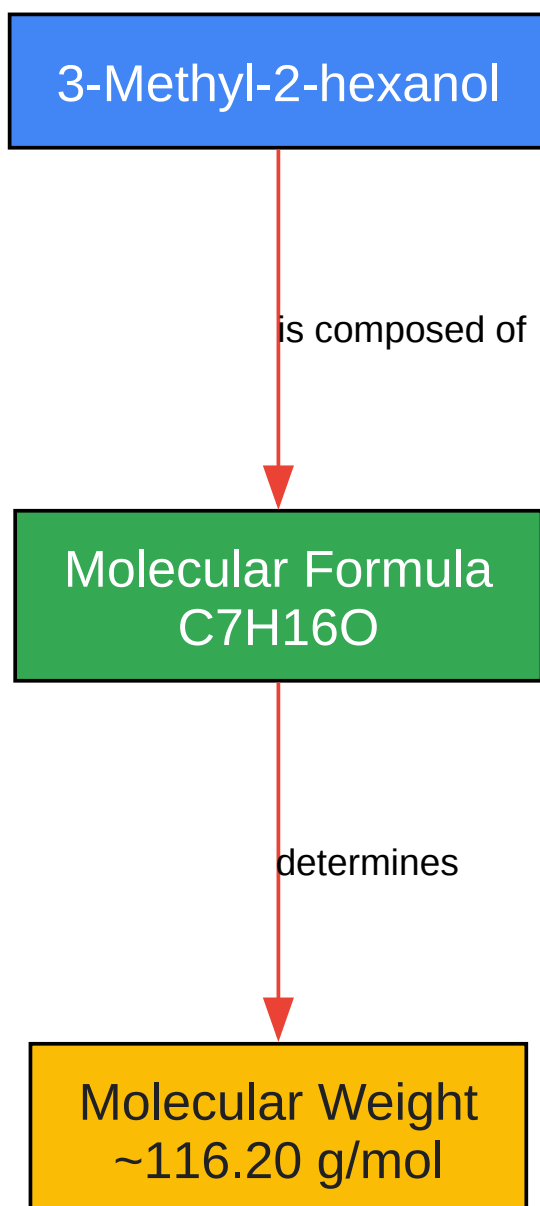 3-Methyl-2-hexanol
is composed of
Molecular Formula
C7H16O
determines
Molecular Weight
~116.20 g/mol